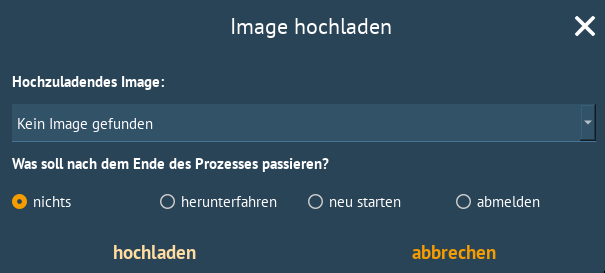 Image hochladen
Hochzuladendes Image:
Kein Image gefunden
Was soll nach dem Ende des Prozesses passieren?
nichts herunterfahren neu starten abmelden
hochladen abbrechen